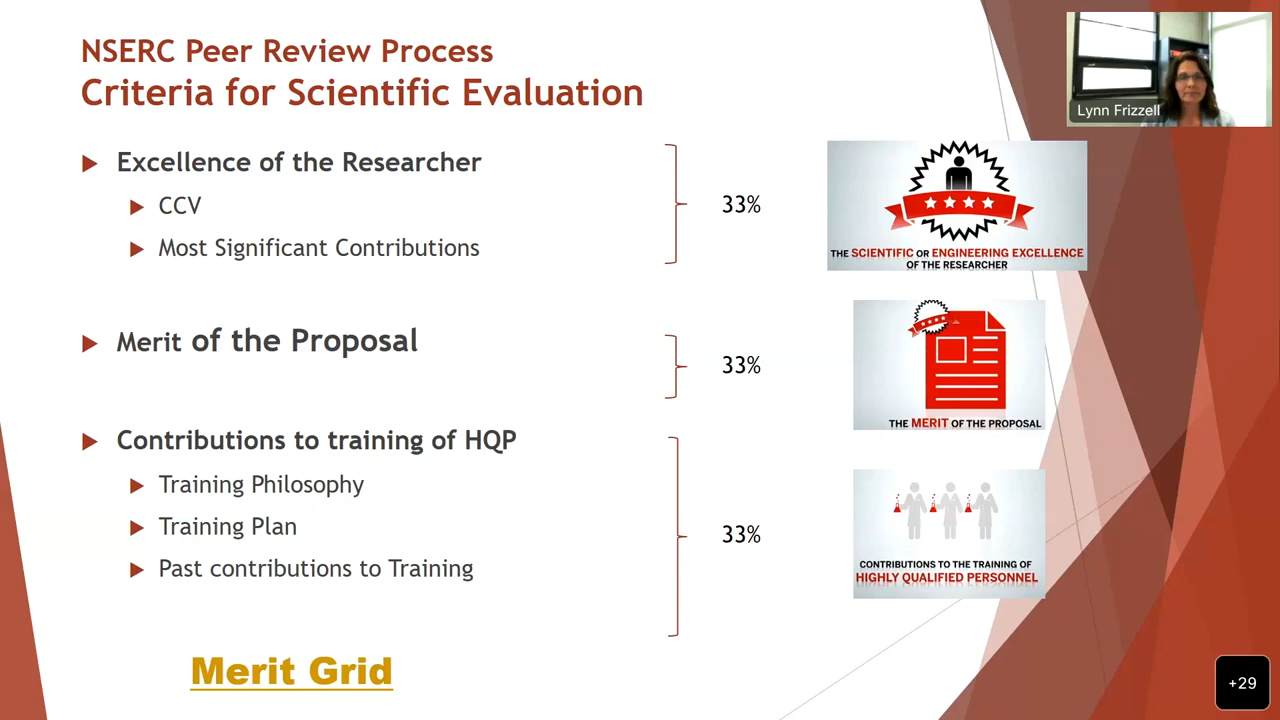 NSERC Peer Review Process
Criteria for Scientific Evaluation
Lynn Frizzell
Excellence of the Researcher
CCV
Most Significant Contributions
33%
THE SCIENTIFIC OR ENGINEERING EXCELLENCE
OF THE RESEARCHER
Merit of the Proposal
33%
THE MERIT OF THE PROPOSAL
Contributions to training of HQP
Training Philosophy
Training Plan
Past contributions to Training
33%
CONTRIBUTIONS TO THE TRAINING OF
HIGHLY QUALIFIED PERSONNEL
Merit Grid
+29